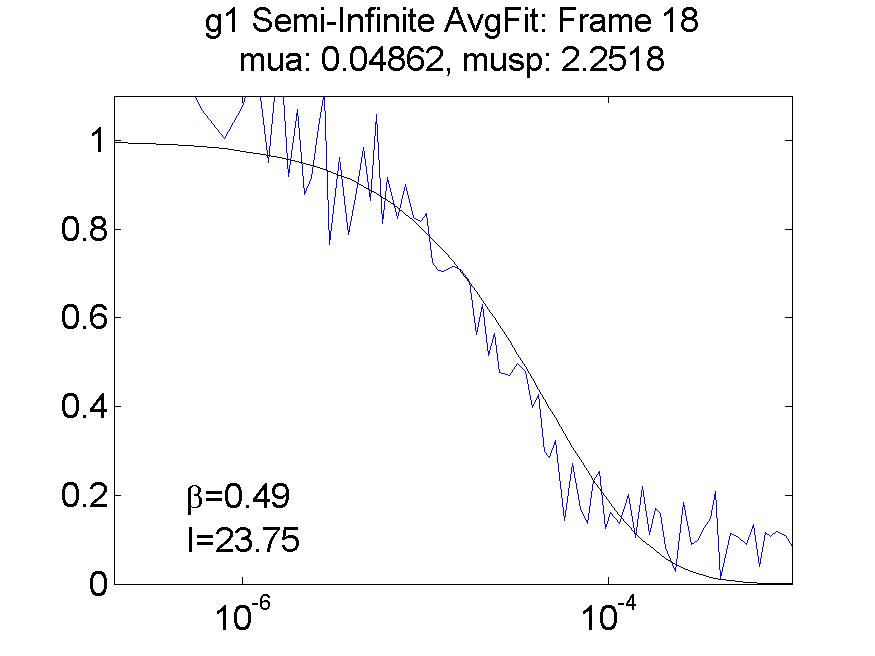 g1 Semi-Infinite AvgFit: Frame 18
mua: 0.04862, musp: 2.2518
1
0.8
0.6
0.4
0.2
0
β=0.49
I=23.75
10^-6
10^-4